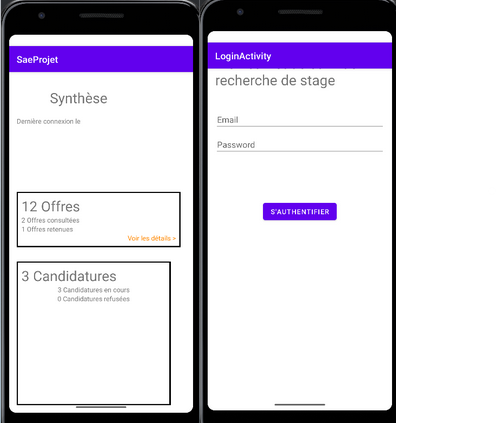 SaeProjet
Synthèse
Dernière connexion le
12 Offres
2 Offres consultées
1 Offres retenues
Voir les détails »
3 Candidatures
3 Candidatures en cours
0 Candidatures refusées
LoginActivity
recherche de stage
Email
Password
S'AUTHENTIFIER